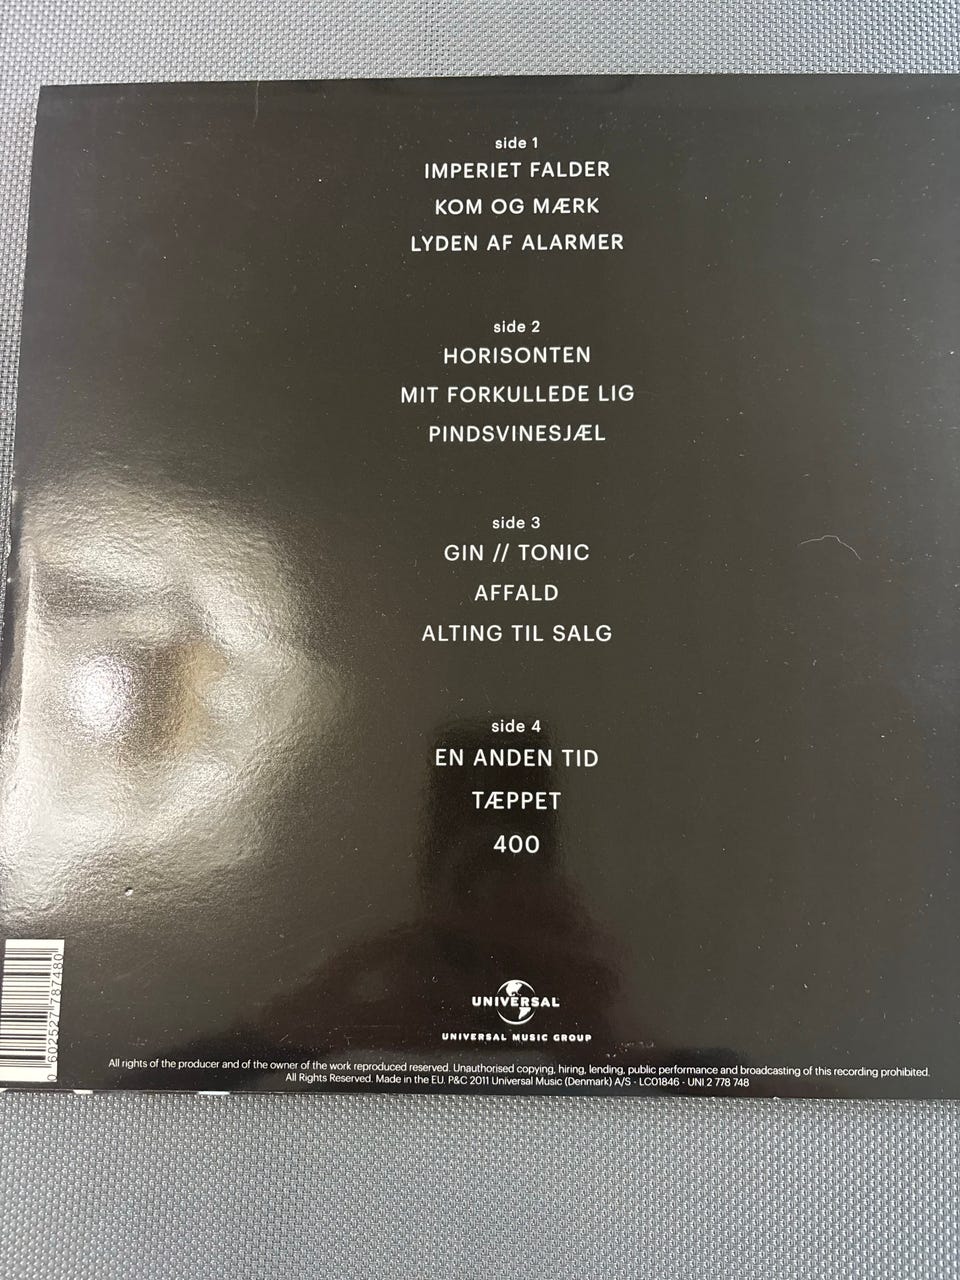 side 1
IMPERIET FALDER
KOM OG MÆRK
LYDEN AF ALARMER
side 2
HORISONTEN
MIT FORKULLEDE LIG
PINDSVINESJÆL
side 3
GIN // TONIC
AFFALD
ALTING TIL SALG
side 4
EN ANDEN TID
TÆPPET
400
UNIVERSAL
UNIVERSAL MUSIC GROUP
0 602527 787480
All rights of the producer and of the owner of the work reproduced reserved. Unauthorised copying, hiring, lending, public performance and broadcasting of this recording prohibited.
All Rights Reserved. Made in the EU. P&C 2011 Universal Music (Denmark) A/S · LC01846 · UNI 2 778 748